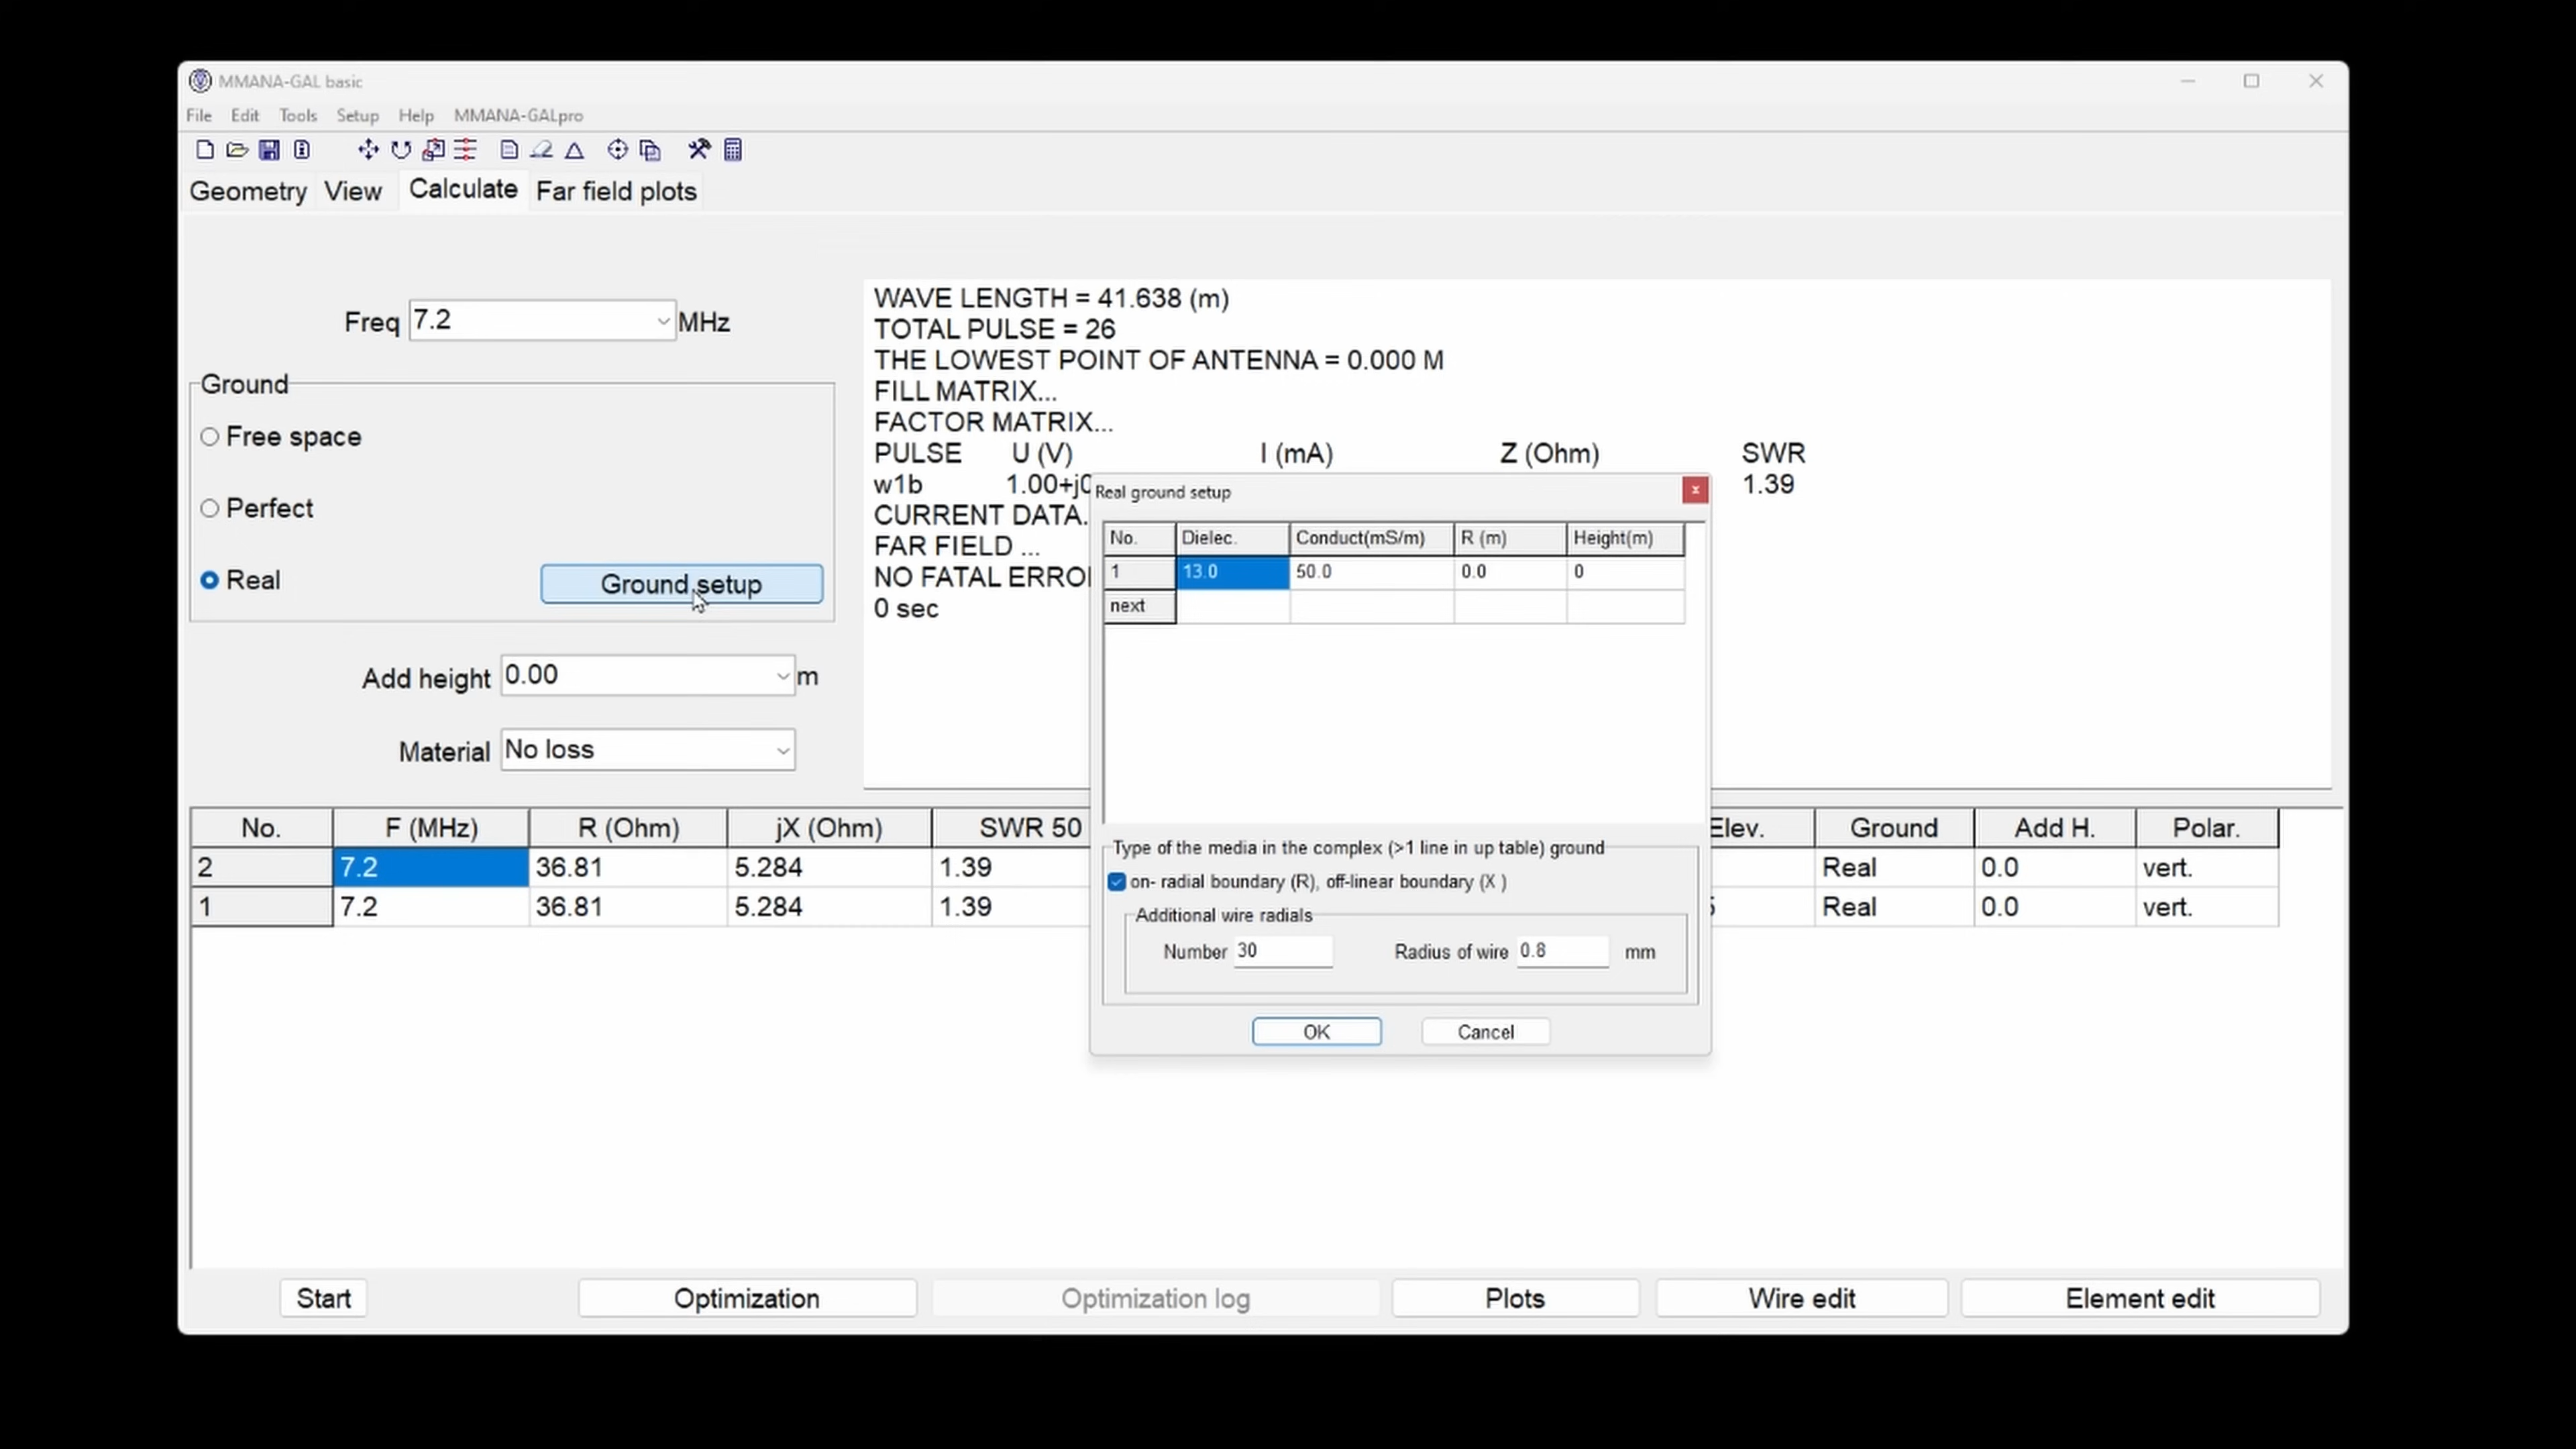 MMANA-GAL basic
File Edit Tools Setup Help MMANA-GALpro
Geometry View Calculate Far field plots
Freq 7.2 MHz
Ground
Free space
Perfect
Real Ground setup
Add height 0.00 m
Material No loss
WAVE LENGTH = 41.638 (m)
TOTAL PULSE = 26
THE LOWEST POINT OF ANTENNA = 0.000 M
FILL MATRIX...
FACTOR MATRIX...
PULSE U (V) I (mA) Z (Ohm) SWR
w1b 1.00+j0 1.39
CURRENT DATA.
FAR FIELD ...
NO FATAL ERRO
0 sec
Real ground setup
No. Dielec. Conduct(mS/m) R (m) Height(m)
1 13.0 50.0 0.0 0
next
Type of the media in the complex (>1 line in up table) ground
on- radial boundary (R), off-linear boundary (X )
Additional wire radials
Number 30 Radius of wire 0.8 mm
OK Cancel
No. F (MHz) R (Ohm) jX (Ohm) SWR 50 Elev. Ground Add H. Polar.
2 7.2 36.81 5.284 1.39 Real 0.0 vert.
1 7.2 36.81 5.284 1.39 Real 0.0 vert.
Start Optimization Optimization log Plots Wire edit Element edit